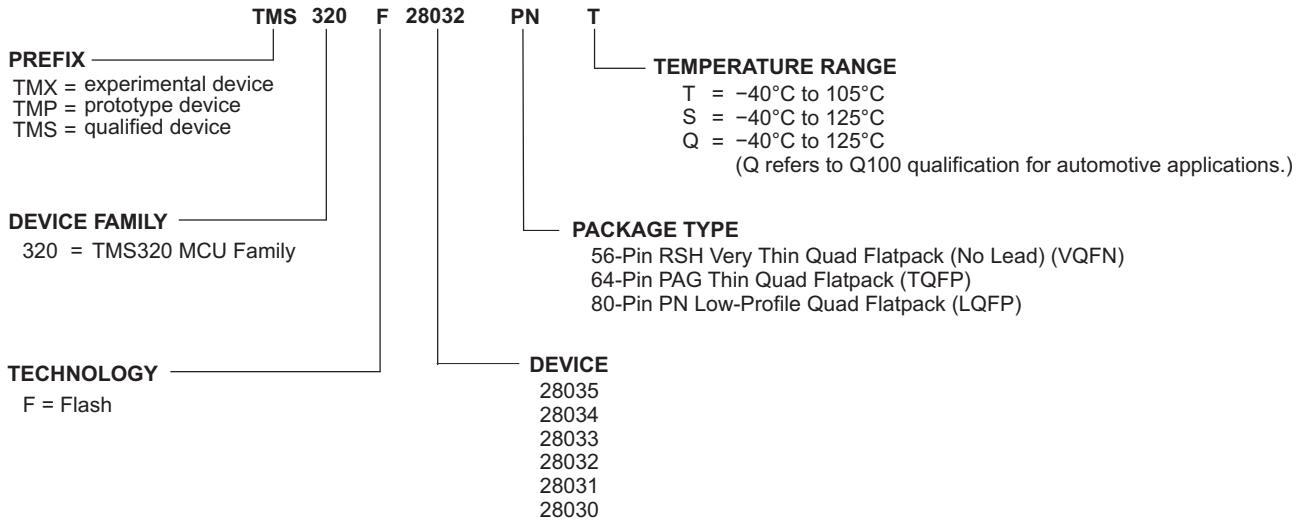 TMS 320 F 28032 PN T
PREFIX
TMX = experimental device
TMP = prototype device
TMS = qualified device
TEMPERATURE RANGE
T = −40°C to 105°C
S = −40°C to 125°C
Q = −40°C to 125°C
(Q refers to Q100 qualification for automotive applications.)
DEVICE FAMILY
320 = TMS320 MCU Family
PACKAGE TYPE
56-Pin RSH Very Thin Quad Flatpack (No Lead) (VQFN)
64-Pin PAG Thin Quad Flatpack (TQFP)
80-Pin PN Low-Profile Quad Flatpack (LQFP)
TECHNOLOGY
F = Flash
DEVICE
28035
28034
28033
28032
28031
28030